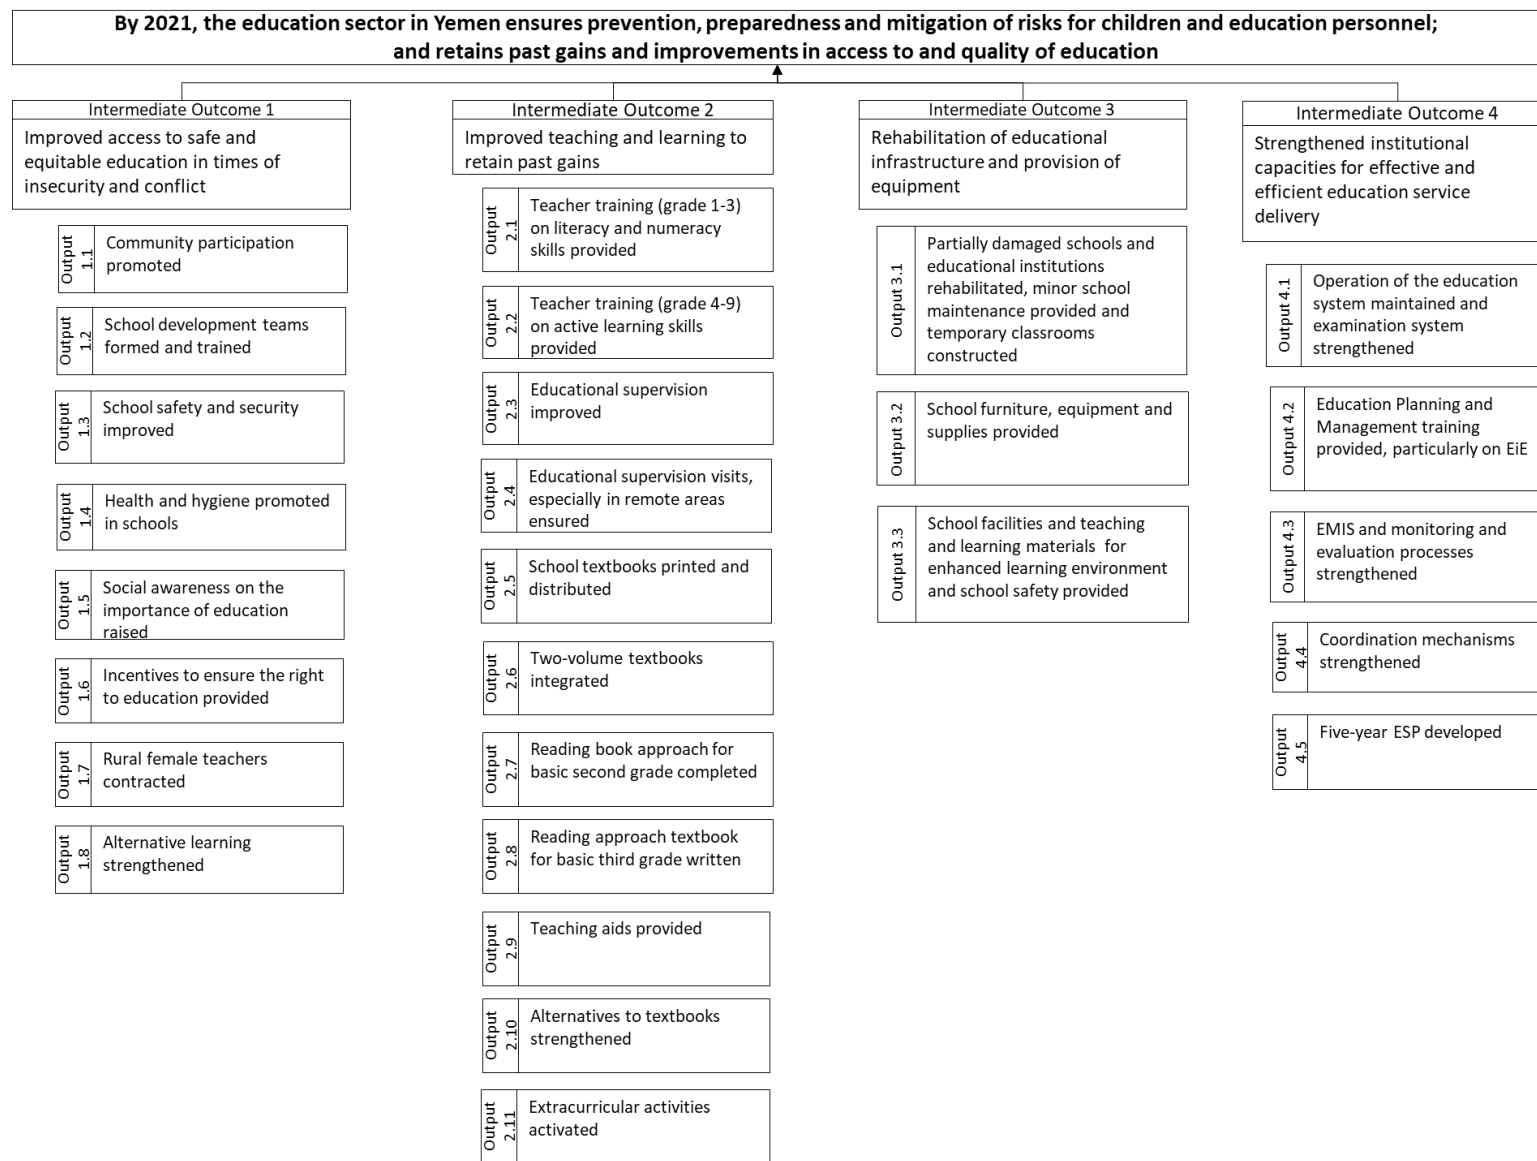 By 2021, the education sector in Yemen ensures prevention, preparedness and mitigation of risks for children and education personnel;
and retains past gains and improvements in access to and quality of education
Intermediate Outcome 1
Improved access to safe and
equitable education in times of
insecurity and conflict
Output
1.1
Community participation
promoted
Output
1.2
School development teams
formed and trained
Output
1.3
School safety and security
improved
Output
1.4
Health and hygiene promoted
in schools
Output
1.5
Social awareness on the
importance of education
raised
Output
1.6
Incentives to ensure the right
to education provided
Output
1.7
Rural female teachers
contracted
Output
1.8
Alternative learning
strengthened
Intermediate Outcome 2
Improved teaching and learning to
retain past gains
Output
2.1
Teacher training (grade 1-3)
on literacy and numeracy
skills provided
Output
2.2
Teacher training (grade 4-9)
on active learning skills
provided
Output
2.3
Educational supervision
improved
Output
2.4
Educational supervision visits,
especially in remote areas
ensured
Output
2.5
School textbooks printed and
distributed
Output
2.6
Two-volume textbooks
integrated
Output
2.7
Reading book approach for
basic second grade completed
Output
2.8
Reading approach textbook
for basic third grade written
Output
2.9
Teaching aids provided
Output
2.10
Alternatives to textbooks
strengthened
Output
2.11
Extracurricular activities
activated
Intermediate Outcome 3
Rehabilitation of educational
infrastructure and provision of
equipment
Output 3.1
Partially damaged schools and
educational institutions
rehabilitated, minor school
maintenance provided and
temporary classrooms
constructed
Output 3.2
School furniture, equipment and
supplies provided
Output 3.3
School facilities and teaching
and learning materials for
enhanced learning environment
and school safety provided
Intermediate Outcome 4
Strengthened institutional
capacities for effective and
efficient education service
delivery
Output 4.1
Operation of the education
system maintained and
examination system
strengthened
Output 4.2
Education Planning and
Management training
provided, particularly on EiE
Output 4.3
EMIS and monitoring and
evaluation processes
strengthened
Output
4.4
Coordination mechanisms
strengthened
Output
4.5
Five-year ESP developed